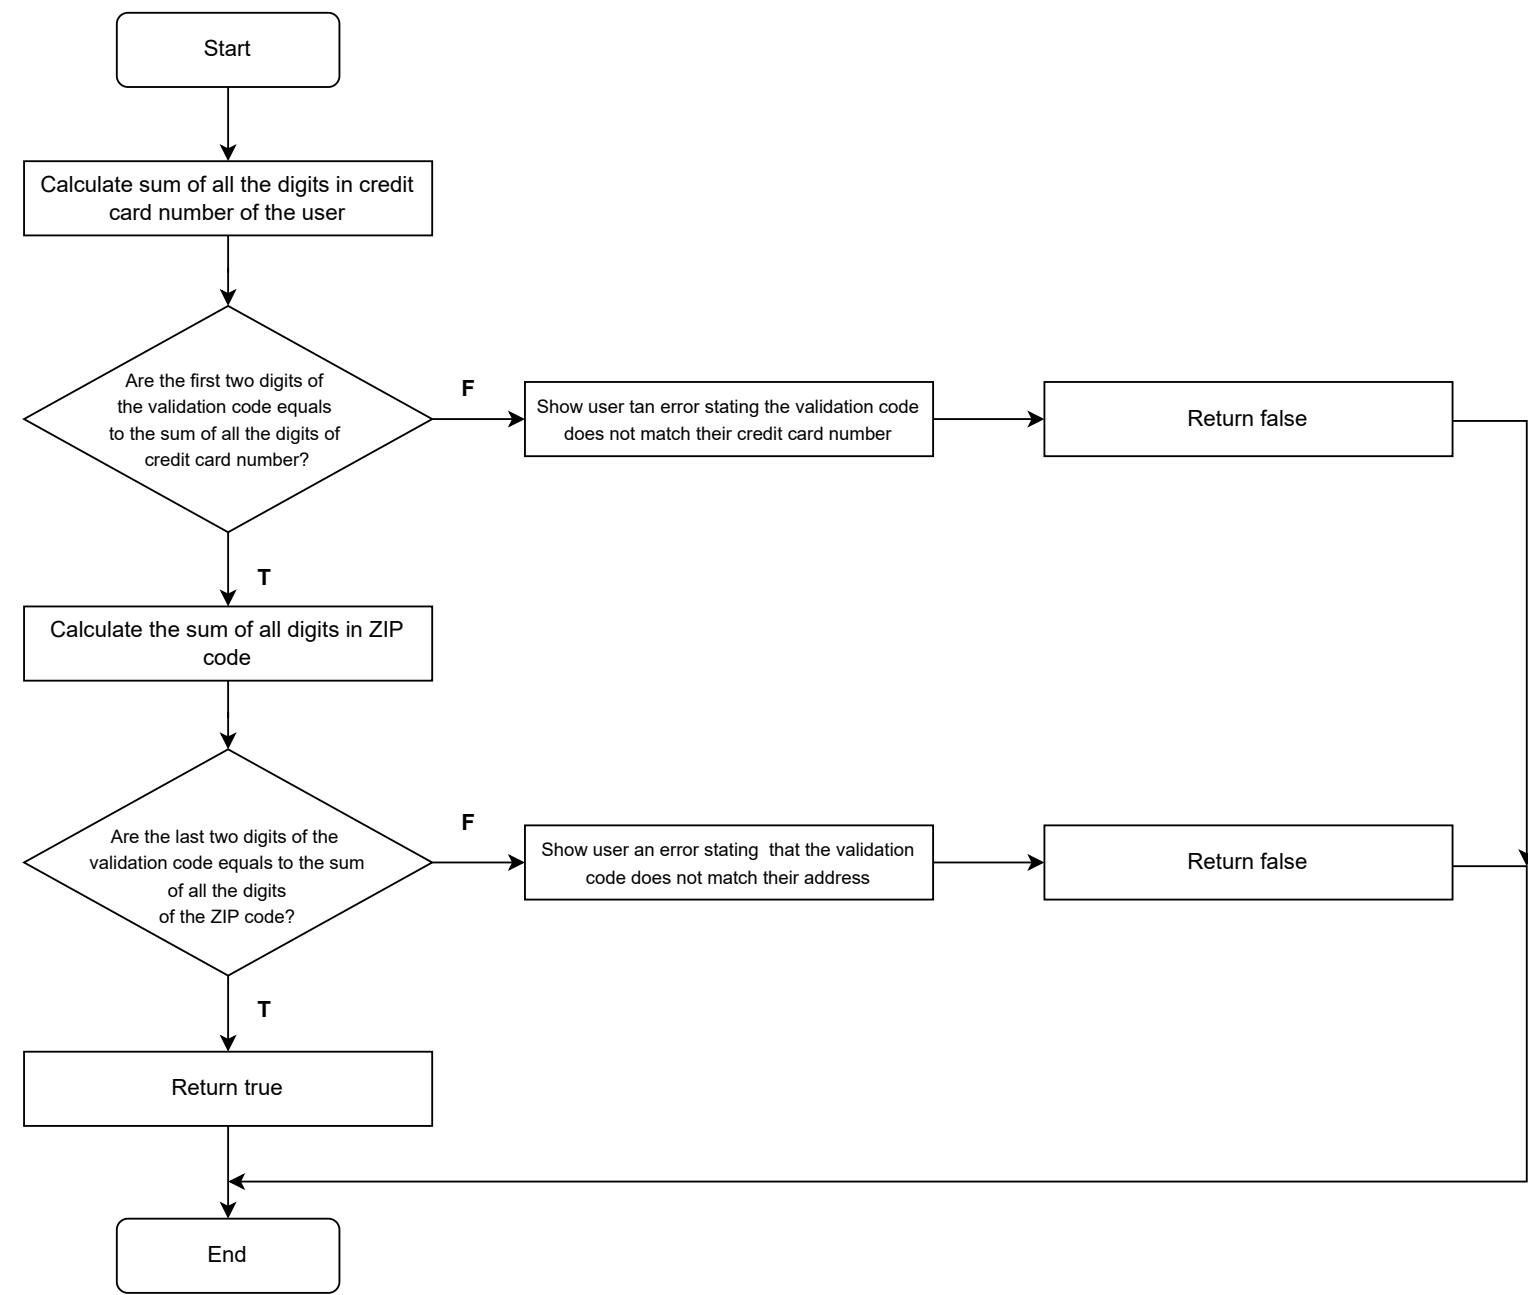 Start
Calculate sum of all the digits in credit
card number of the user
Are the first two digits of
the validation code equals
to the sum of all the digits of
credit card number?
F
Show user tan error stating the validation code
does not match their credit card number
Return false
T
Calculate the sum of all digits in ZIP
code
Are the last two digits of the
validation code equals to the sum
of all the digits
of the ZIP code?
F
Show user an error stating  that the validation
code does not match their address
Return false
T
Return true
End